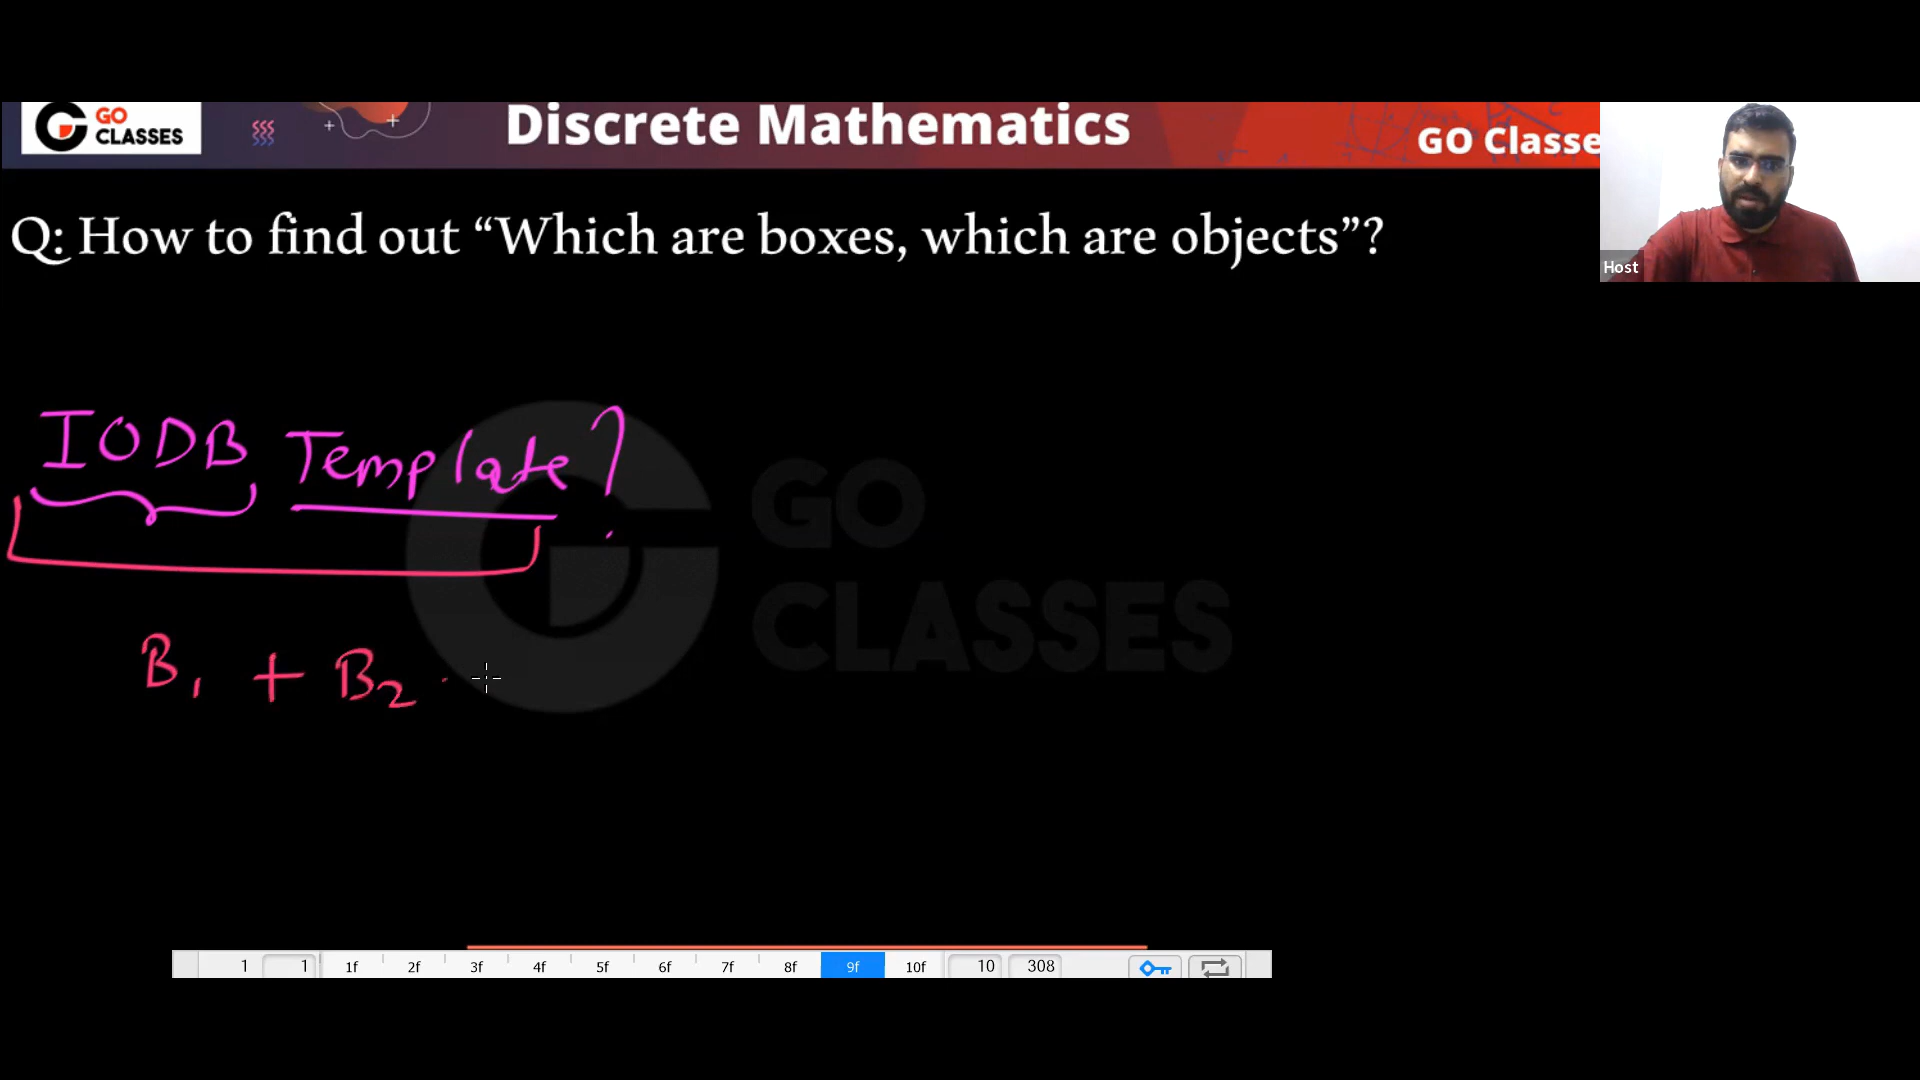 GO
CLASSES
Discrete Mathematics
GO Classe
Host
Q: How to find out “Which are boxes, which are objects”?
IODB Template?
GO
CLASSES
B1 + B2 .
1 1 1f 2f 3f 4f 5f 6f 7f 8f 9f 10f 10 308